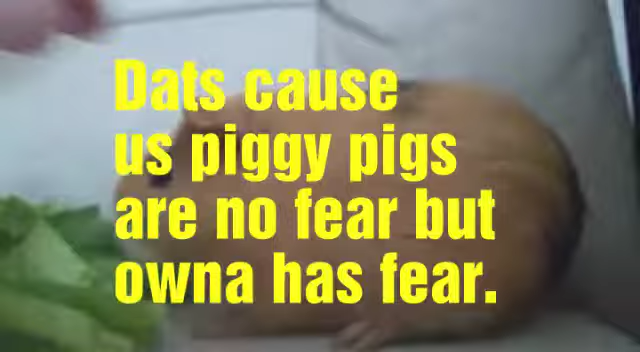 Dats cause
us piggy pigs
are no fear but
owna has fear.